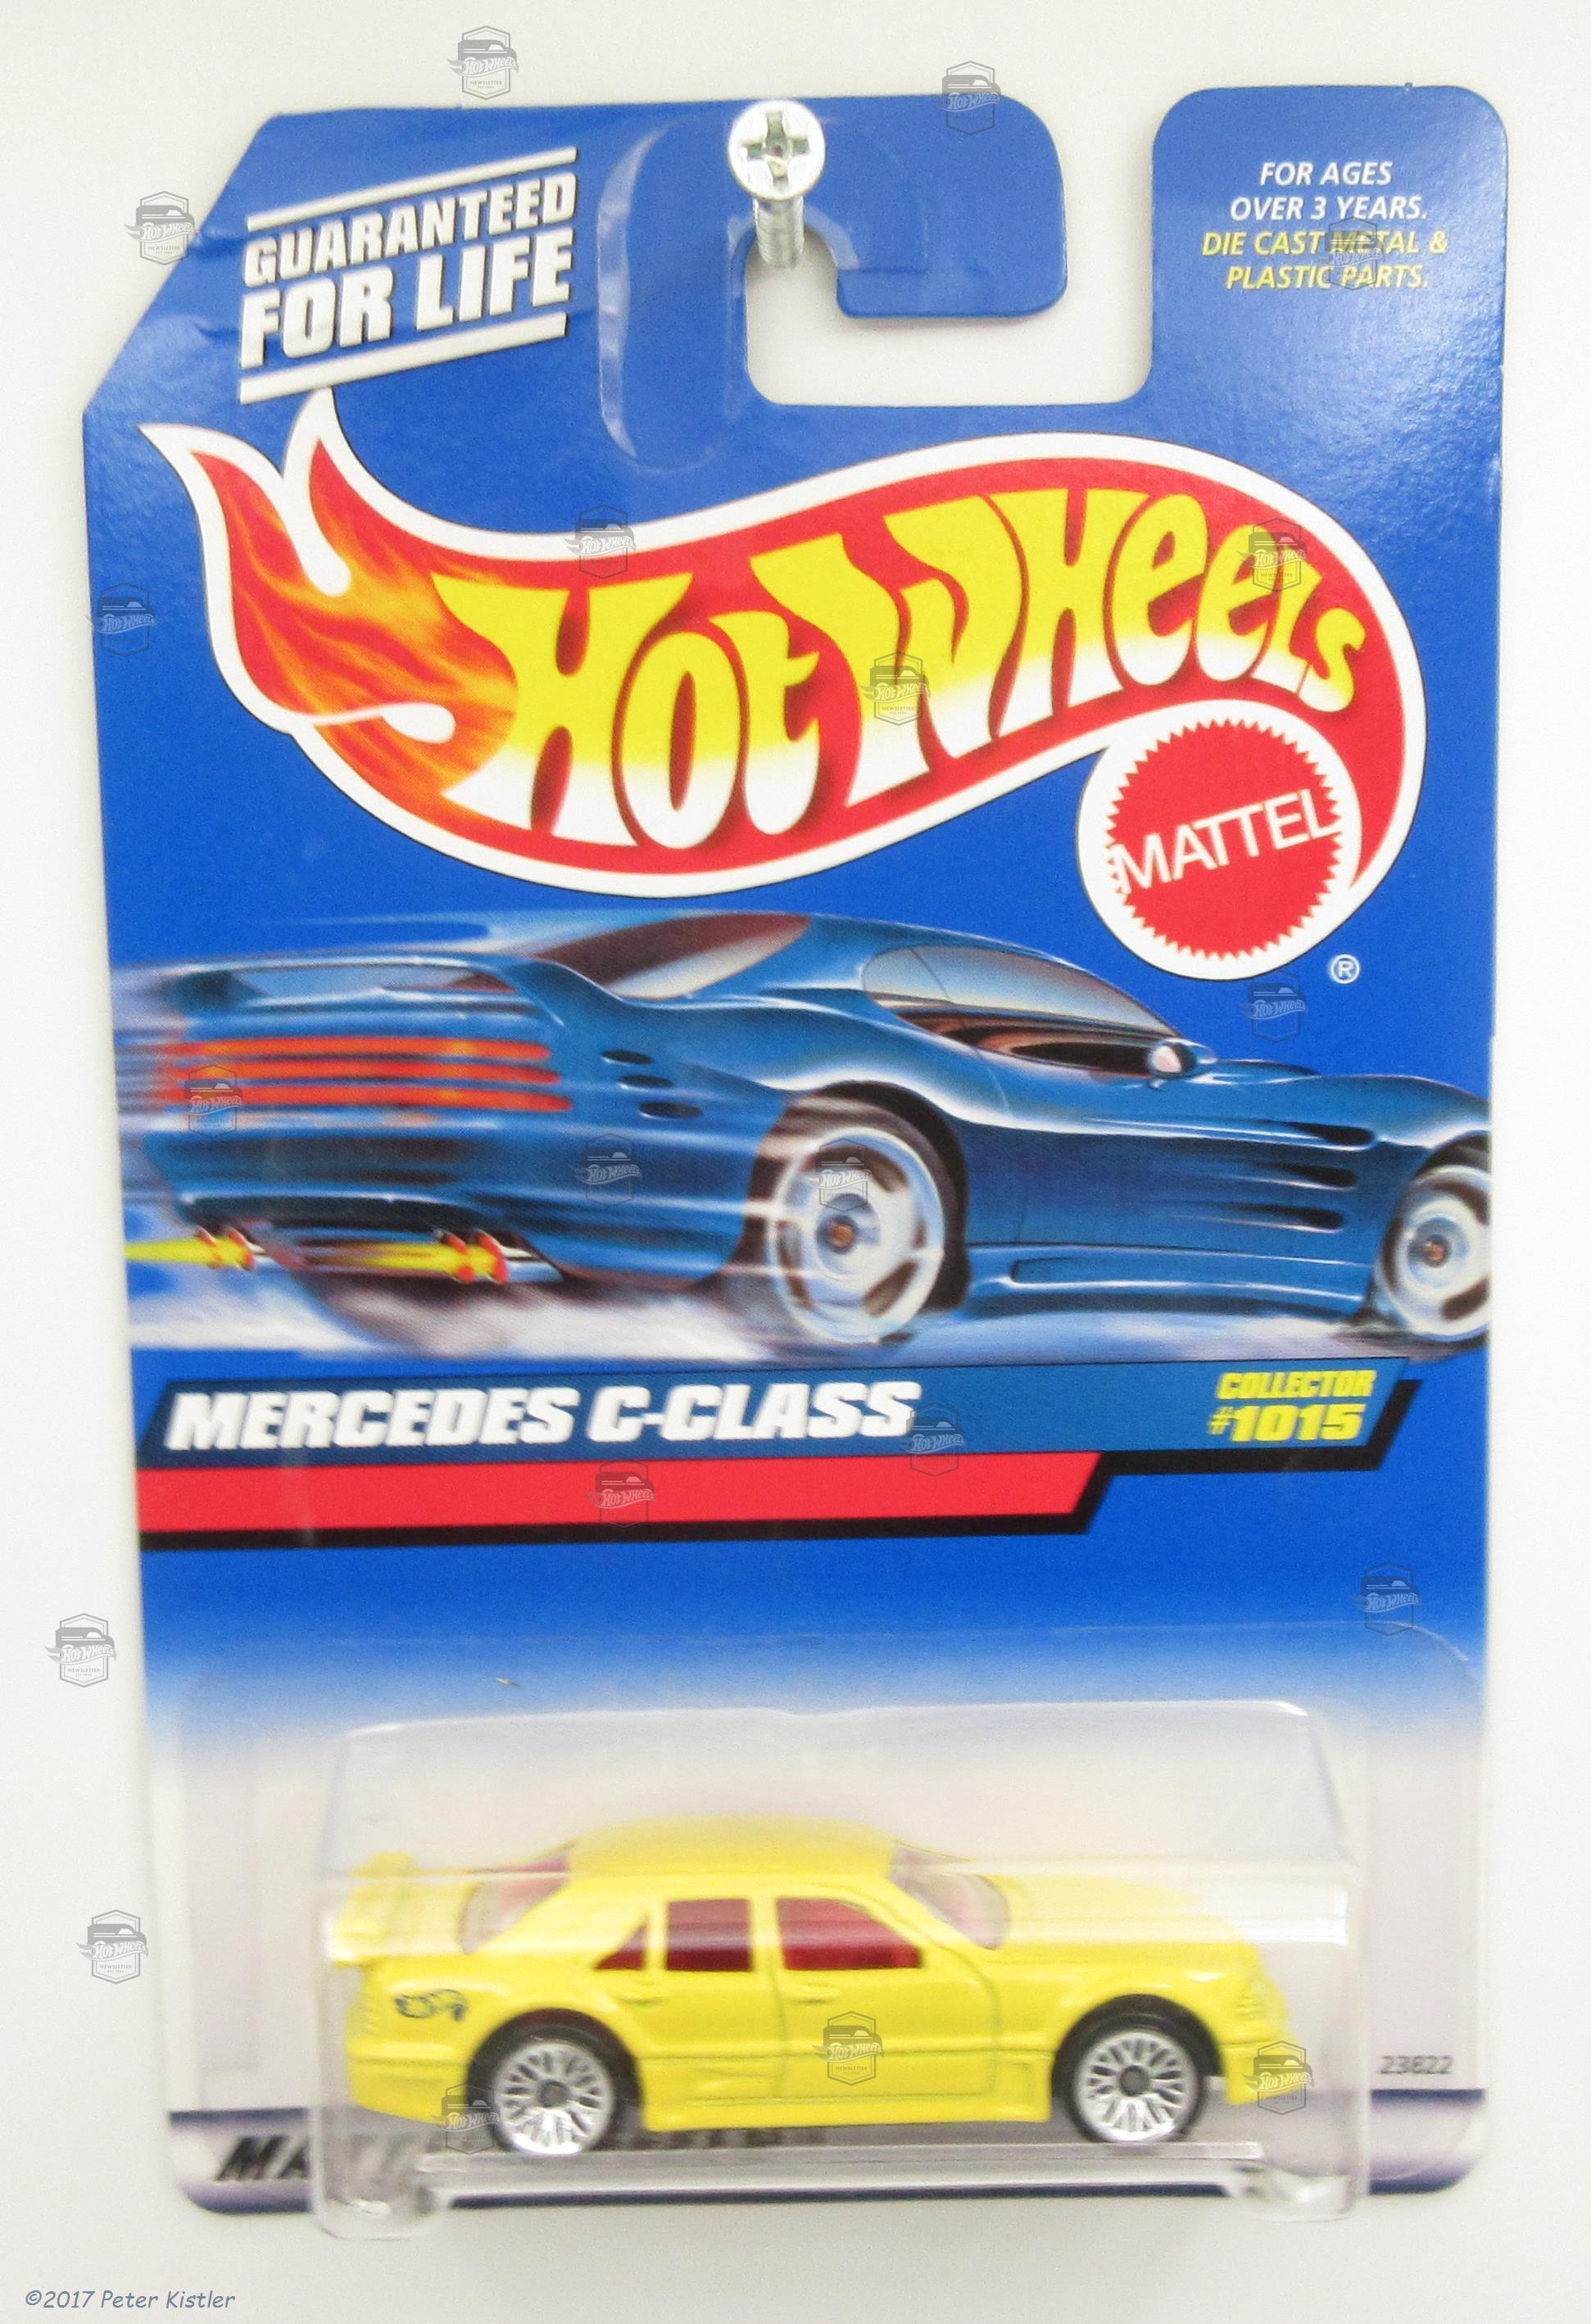 GUARANTEED
FOR LIFE
FOR AGES
OVER 3 YEARS.
DIE CAST METAL &
PLASTIC PARTS.
HOT WHEELS
MATTEL
®
MERCEDES C-CLASS
COLLECTOR
#1015
23822
©2017 Peter Kistler